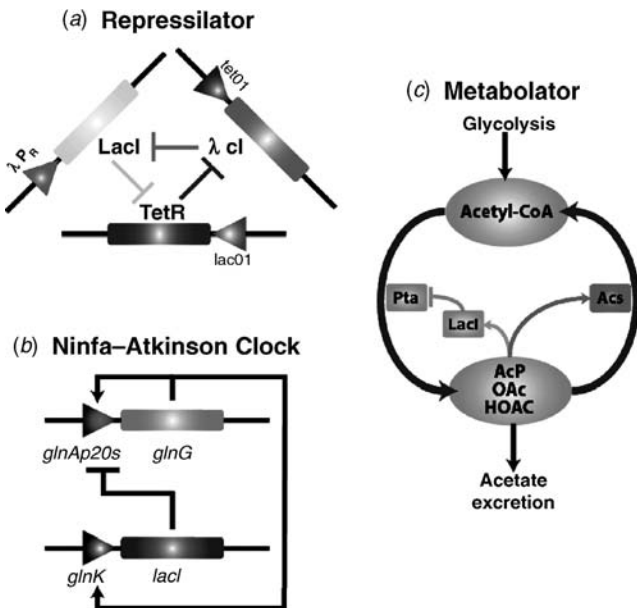 (a) Repressilator
tet01
λ PR
LacI
λ cI
TetR
lac01
(b) Ninfa–Atkinson Clock
glnAp20s
glnG
glnK
lacI
(c) Metabolator
Glycolysis
Acetyl-CoA
Pta
LacI
Acs
AcP
OAc
HOAC
Acetate
excretion